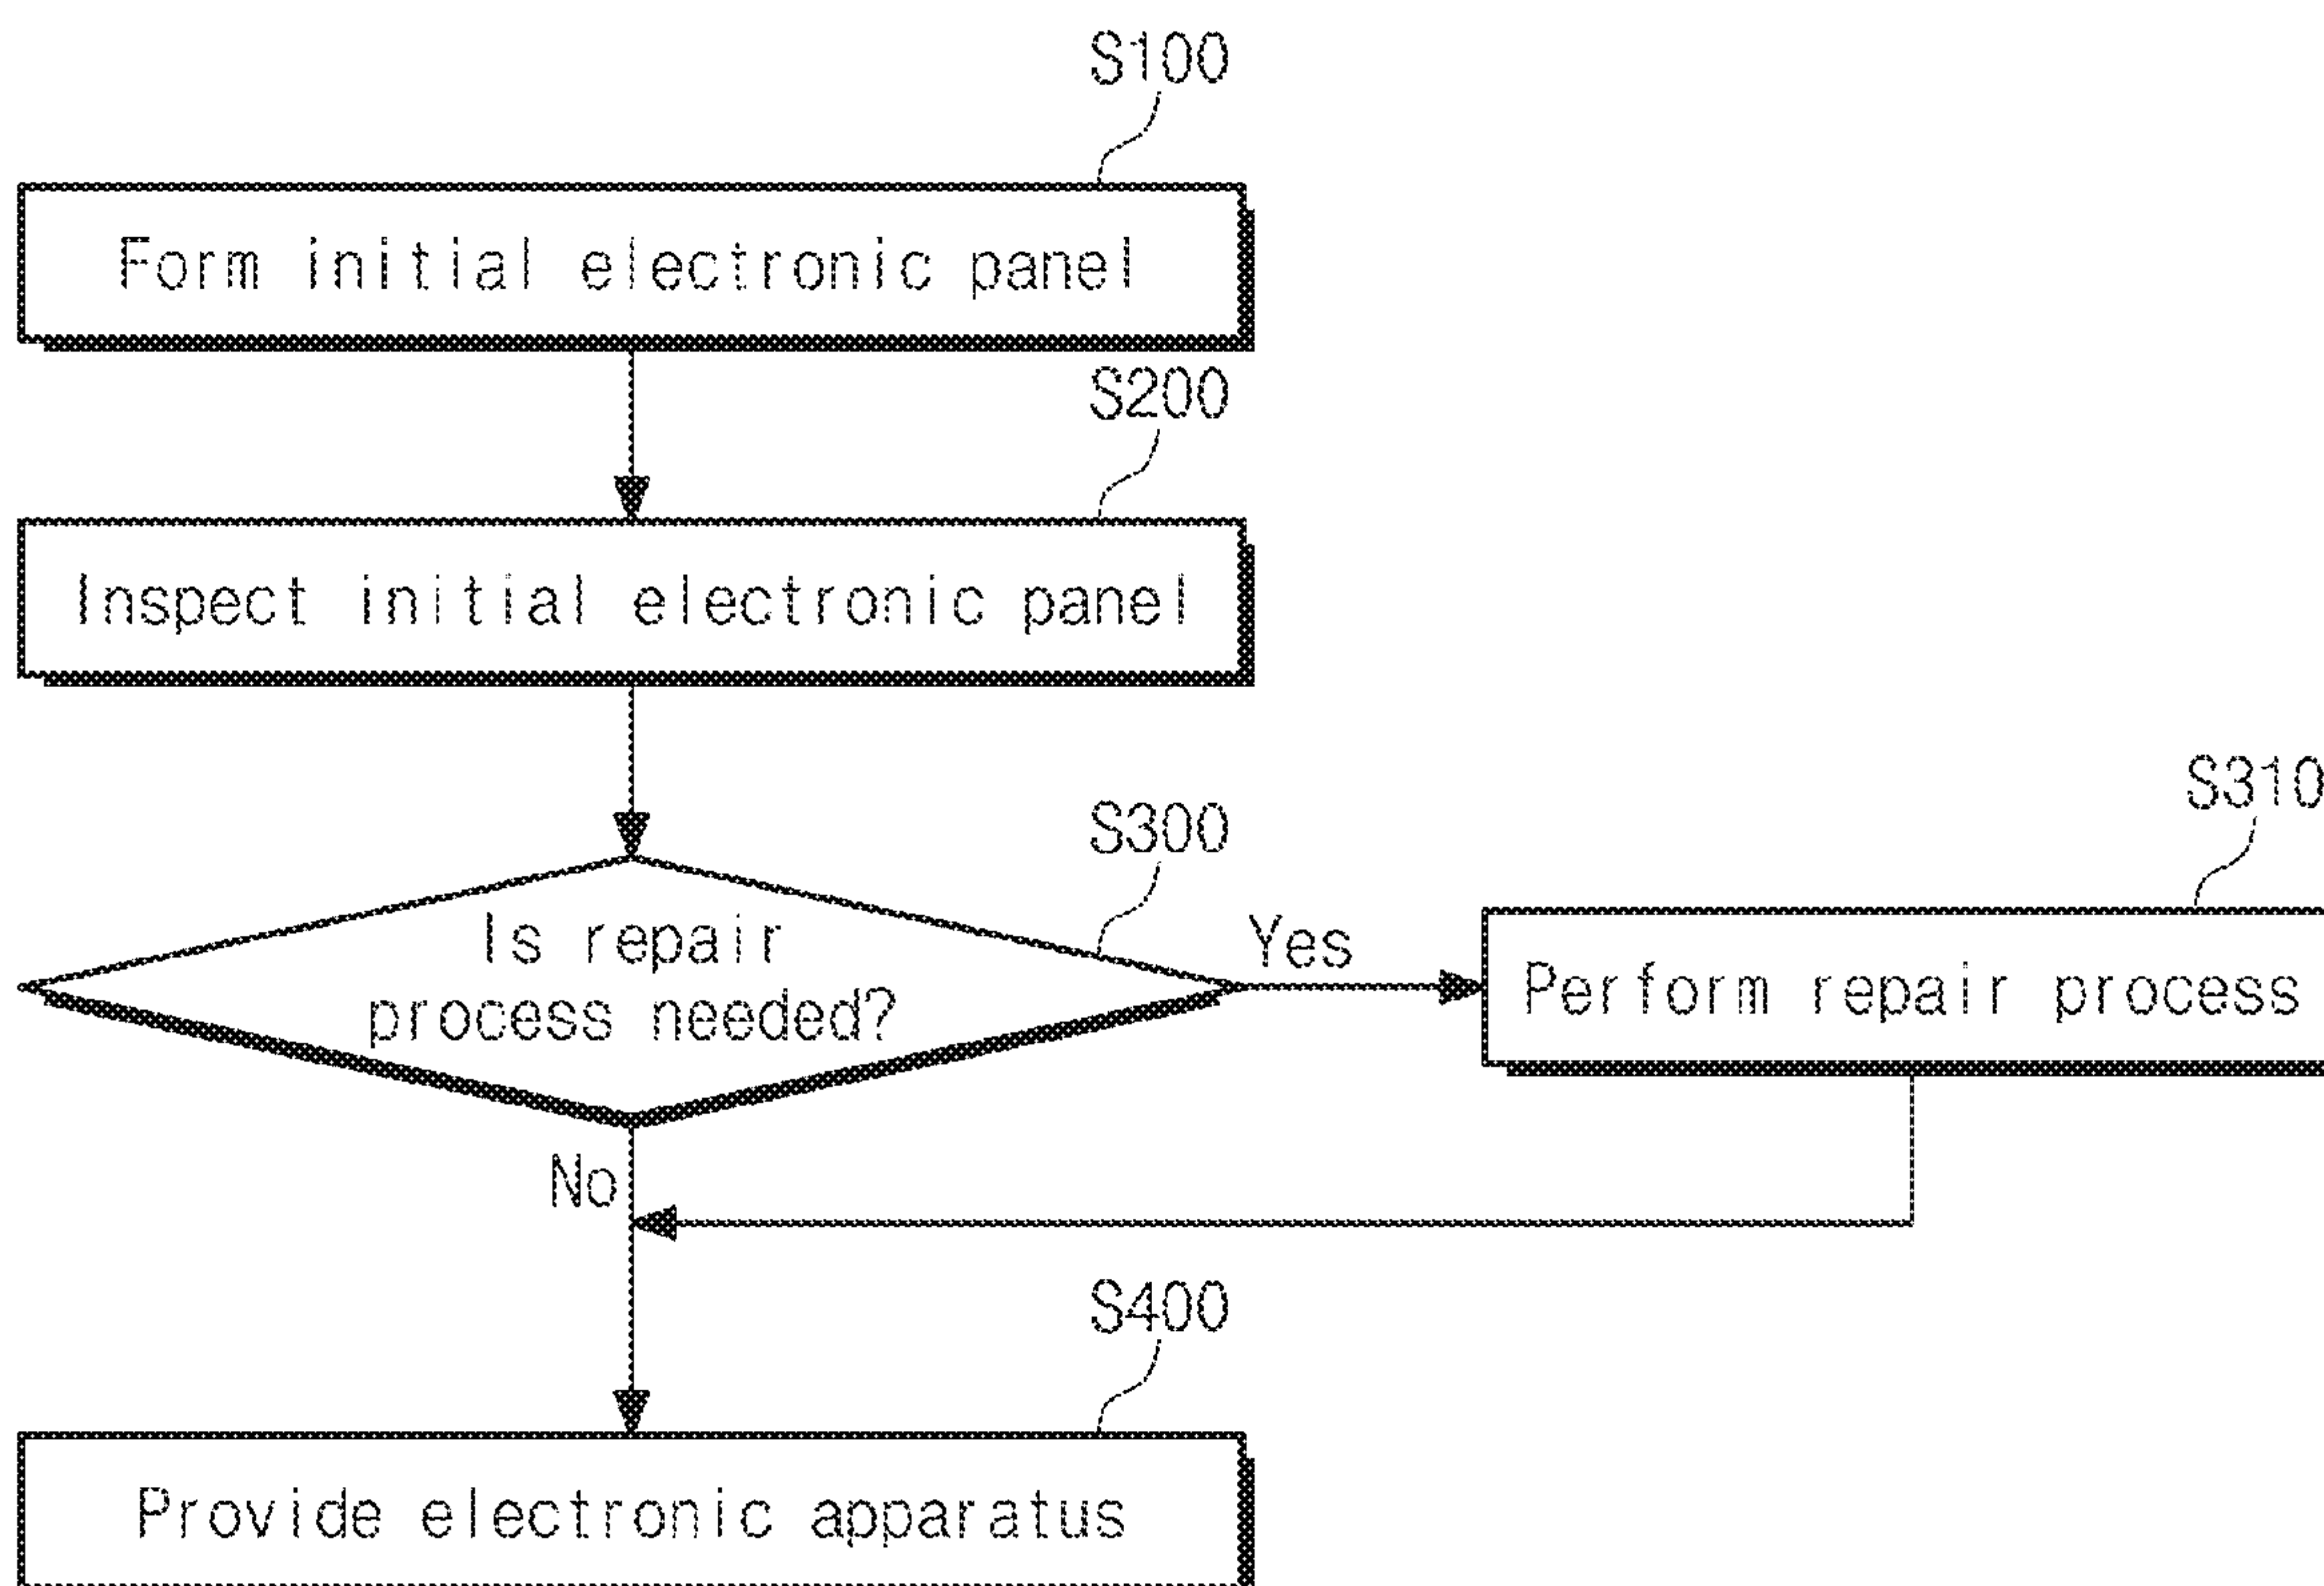 S100
Form initial electronic panel
S200
Inspect initial electronic panel
S300
Is repair
process needed?
Yes
S310
Perform repair process
No
S400
Provide electronic apparatus